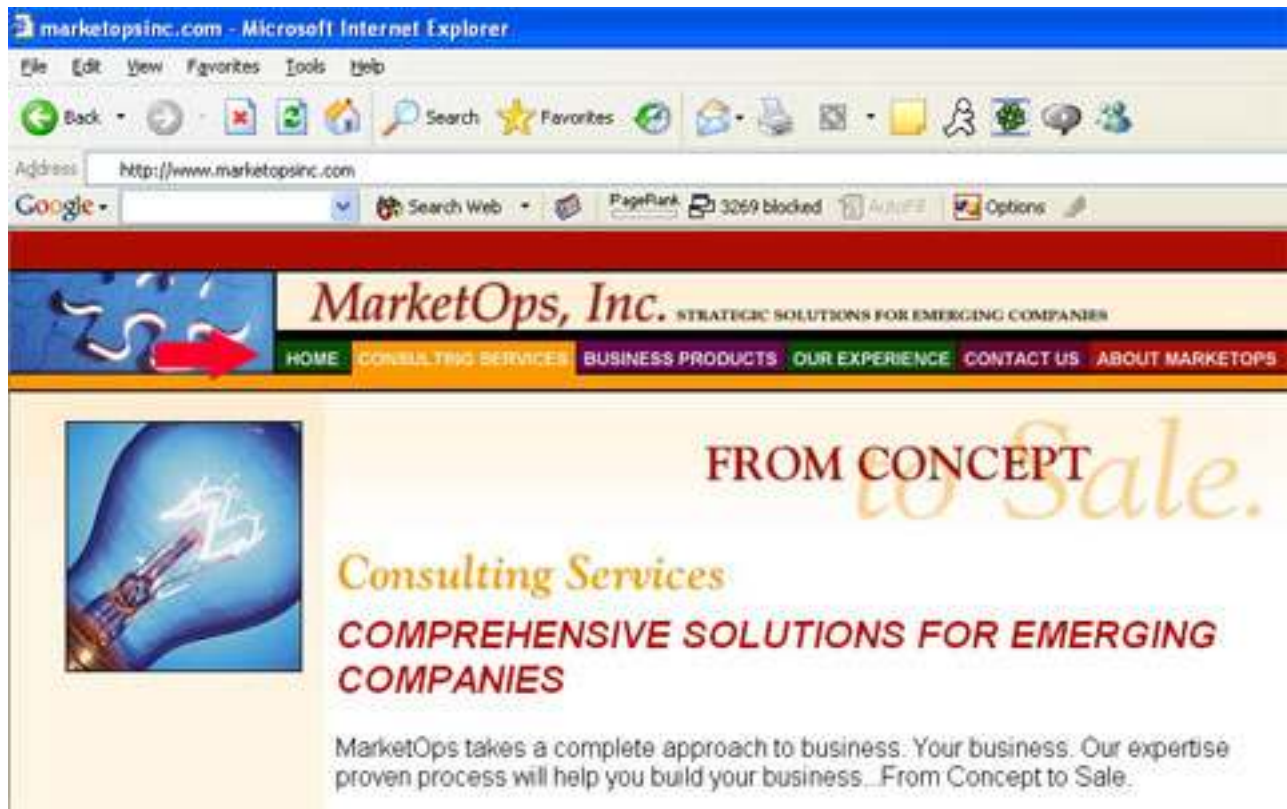 marketopsinc.com - Microsoft Internet Explorer
File Edit View Favorites Tools Help
Back Search Favorites
Address http://www.marketopsinc.com
Google Search Web PageRank 3269 blocked AutoFill Options
MarketOps, Inc. STRATEGIC SOLUTIONS FOR EMERGING COMPANIES
HOME CONSULTING SERVICES BUSINESS PRODUCTS OUR EXPERIENCE CONTACT US ABOUT MARKETOPS
FROM CONCEPT to Sale.
Consulting Services
COMPREHENSIVE SOLUTIONS FOR EMERGING
COMPANIES
MarketOps takes a complete approach to business. Your business. Our expertise
proven process will help you build your business...From Concept to Sale.